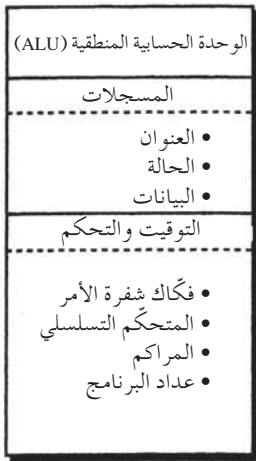 الوحدة الحسابية المنطقية (ALU)
المسجلات
• العنوان
• الحالة
• البيانات
التوقيت والتحكم
• فكّاك شفرة الأمر
• المتحكّم التسلسلي
• المراكم
• عداد البرنامج